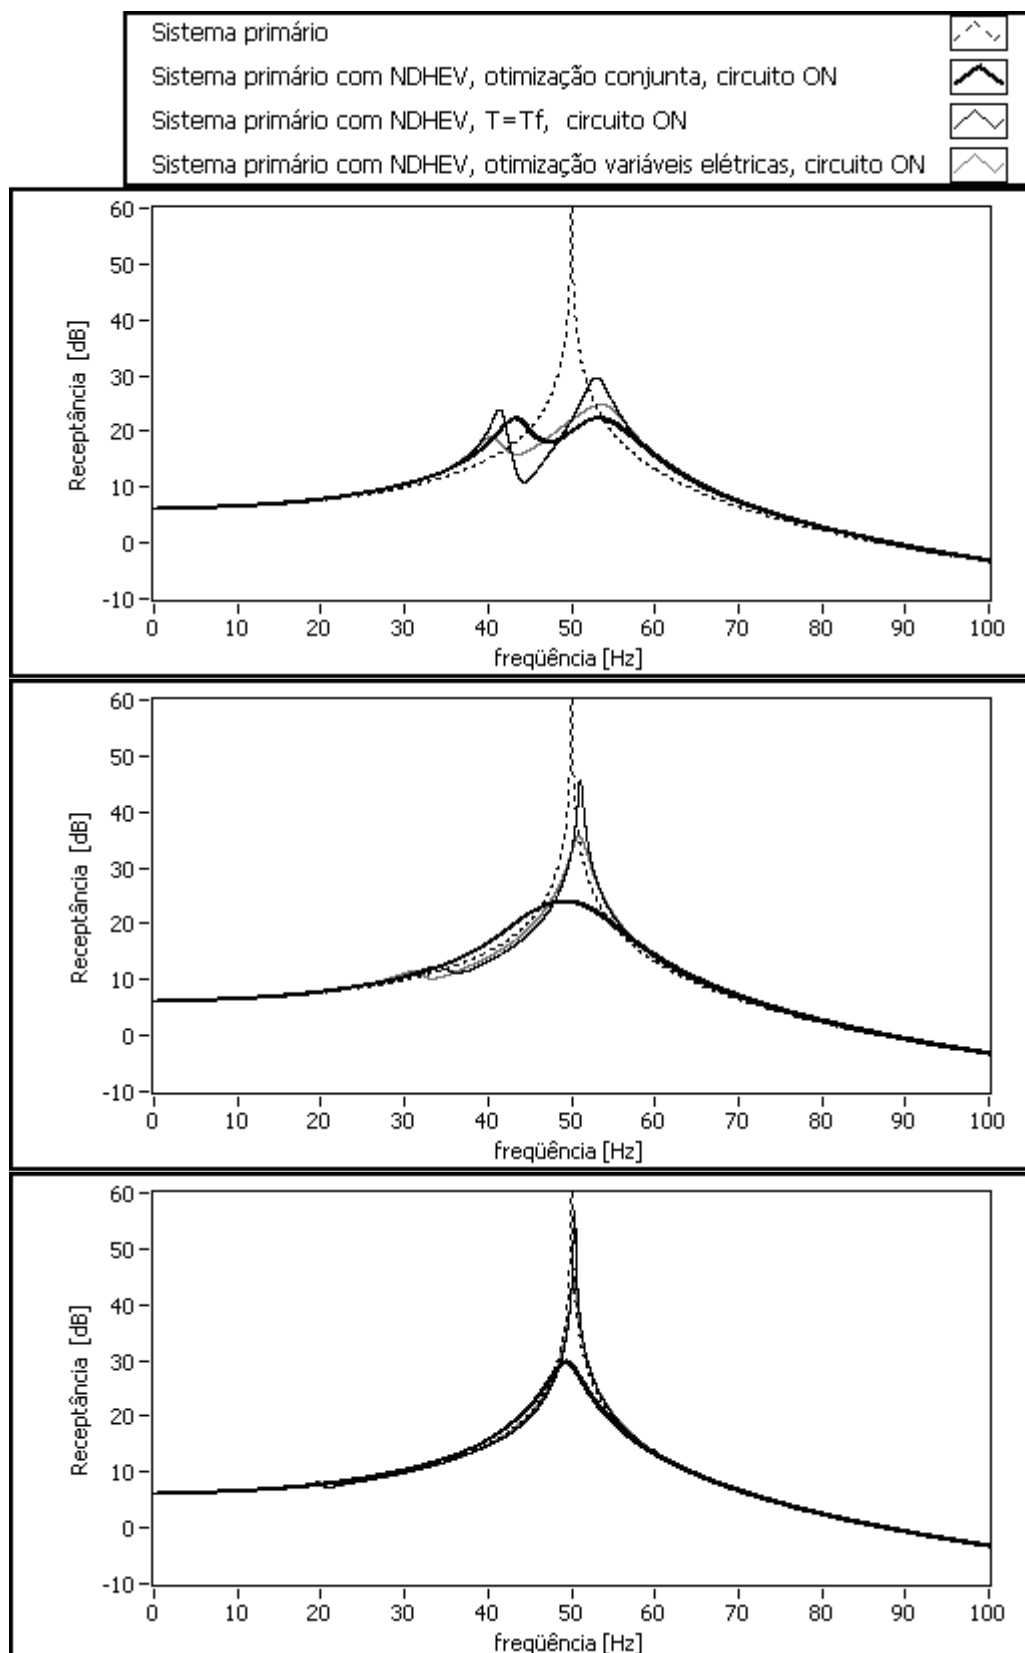 Sistema primário
Sistema primário com NDHEV, otimização conjunta, circuito ON
Sistema primário com NDHEV, T=Tf, circuito ON
Sistema primário com NDHEV, otimização variáveis elétricas, circuito ON
60
50
40
30
20
10
0
-10
Receptância [dB]
0 10 20 30 40 50 60 70 80 90 100
freqüência [Hz]
60
50
40
30
20
10
0
-10
Receptância [dB]
0 10 20 30 40 50 60 70 80 90 100
freqüência [Hz]
60
50
40
30
20
10
0
-10
Receptância [dB]
0 10 20 30 40 50 60 70 80 90 100
freqüência [Hz]